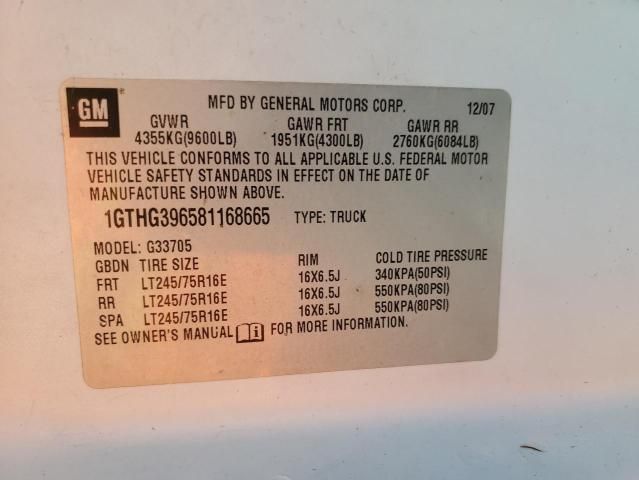 GM
MFD BY GENERAL MOTORS CORP. 12/07
GVWR GAWR FRT GAWR RR
4355KG(9600LB) 1951KG(4300LB) 2760KG(6084LB)
THIS VEHICLE CONFORMS TO ALL APPLICABLE U.S. FEDERAL MOTOR
VEHICLE SAFETY STANDARDS IN EFFECT ON THE DATE OF
MANUFACTURE SHOWN ABOVE.
1GTHG396581168665 TYPE: TRUCK
MODEL: G33705
GBDN TIRE SIZE RIM COLD TIRE PRESSURE
FRT LT245/75R16E 16X6.5J 340KPA(50PSI)
RR LT245/75R16E 16X6.5J 550KPA(80PSI)
SPA LT245/75R16E 16X6.5J 550KPA(80PSI)
SEE OWNER'S MANUAL FOR MORE INFORMATION.